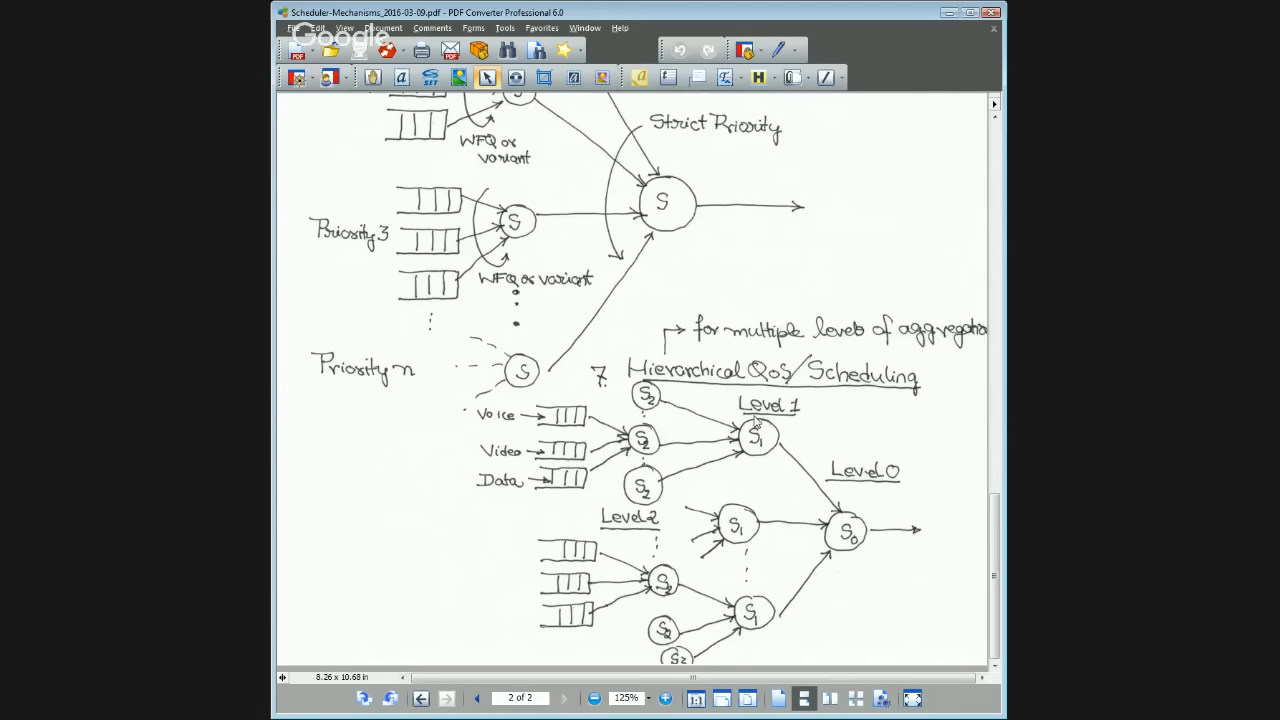 Scheduler-Mechanisms_2016-03-09.pdf - PDF Converter Professional 6.0
File Edit View Document Comments Forms Tools Favorites Window Help
Google
S
WFQ or
variant
Strict Priority
S
Priority 3
S
WFQ or variant
for multiple levels of aggregation
Priority n
S
7. Hierarchical QoS/Scheduling
S2
Level 1
Voice
S2
S1
Video
Data
S2
Level 0
Level 2
S1
S0
S2
S1
S2
S2
8.26 x 10.68 in
2 of 2
125%
1:1